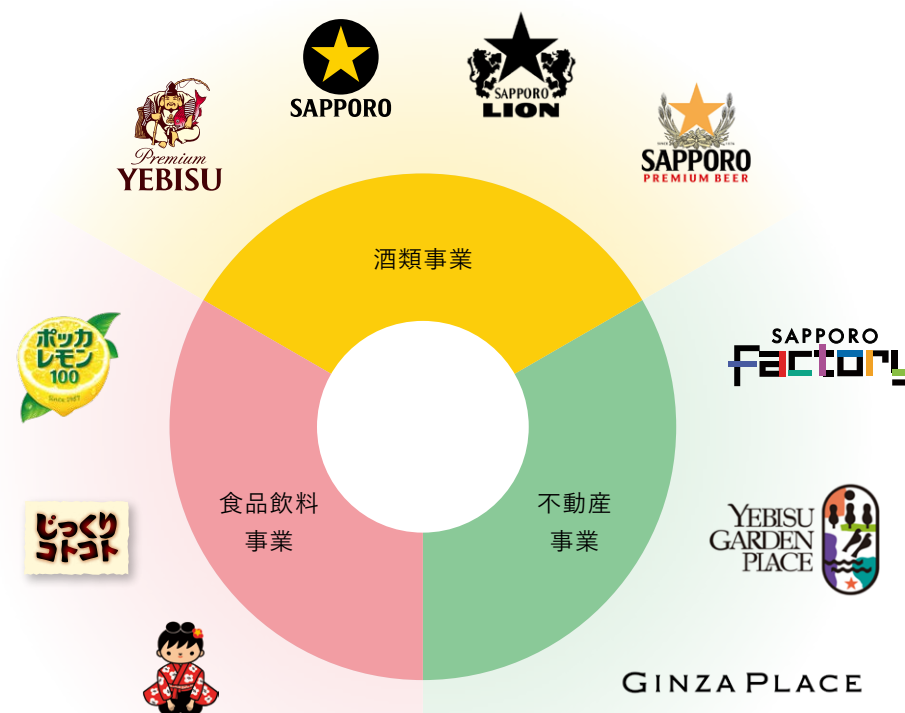 SAPPORO
SAPPORO
LION
Premium
YEBISU
SAPPORO
PREMIUM BEER
酒類事業
ポッカ
レモン
100
Since 1957
SAPPORO
Factory
食品飲料
事業
不動産
事業
じっくり
コトコト
YEBISU
GARDEN
PLACE
GINZA PLACE